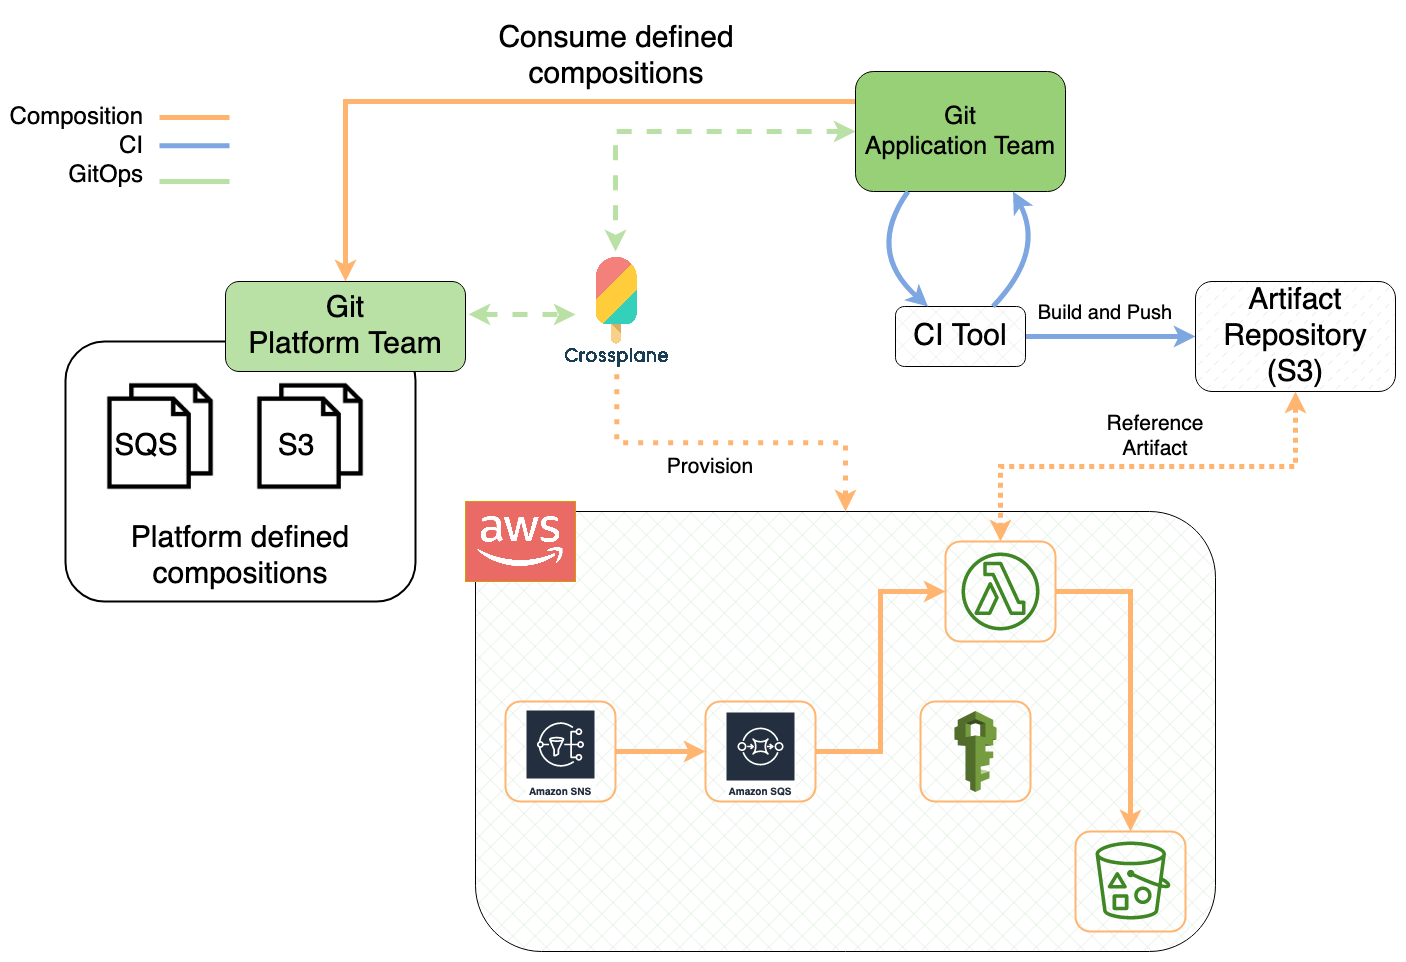 Consume defined
compositions
Composition
CI
GitOps
Git
Application Team
Git
Platform Team
Crossplane
CI Tool
Build and Push
Artifact
Repository
(S3)
SQS
S3
Platform defined
compositions
Provision
Reference
Artifact
aws
Amazon SNS
Amazon SQS